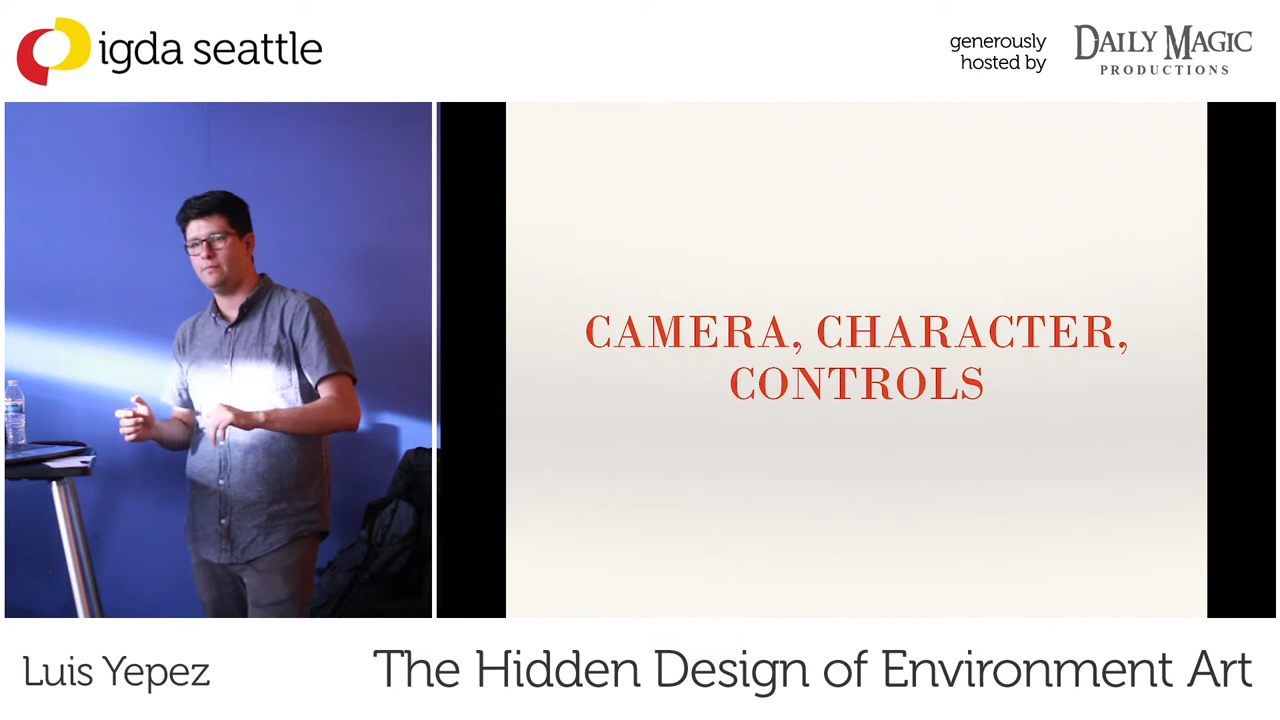 igda seattle
generously
hosted by
DAILY MAGIC
PRODUCTIONS
CAMERA, CHARACTER,
CONTROLS
Luis Yepez
The Hidden Design of Environment Art